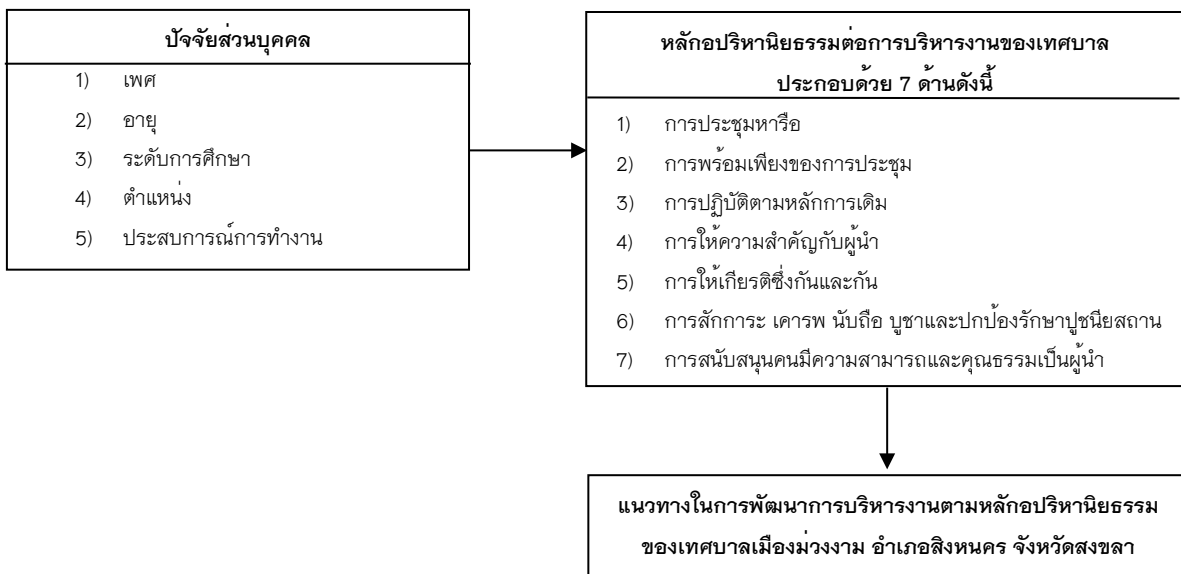 ปัจจัยส่วนบุคคล
1) เพศ
2) อายุ
3) ระดับการศึกษา
4) ตำแหน่ง
5) ประสบการณ์การทำงาน
หลักอปริหานิยธรรมต่อการบริหารงานของเทศบาล
ประกอบด้วย 7 ด้านดังนี้
1) การประชุมหารือ
2) การพร้อมเพียงของการประชุม
3) การปฏิบัติตามหลักการเดิม
4) การให้ความสำคัญกับผู้นำ
5) การให้เกียรติซึ่งกันและกัน
6) การสักการะ เคารพ นับถือ บูชาและปกป้องรักษาปูชนียสถาน
7) การสนับสนุนคนมีความสามารถและคุณธรรมเป็นผู้นำ
แนวทางในการพัฒนาการบริหารงานตามหลักอปริหานิยธรรม
ของเทศบาลเมืองม่วงงาม อำเภอสิงหนคร จังหวัดสงขลา